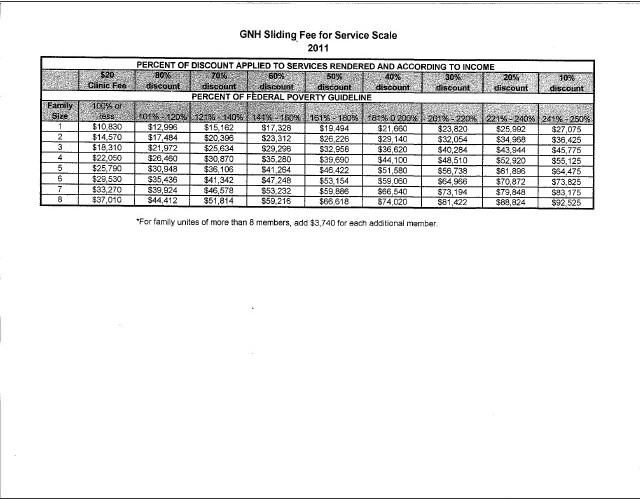 GNH Sliding Fee for Service Scale
2011
PERCENT OF DISCOUNT APPLIED TO SERVICES RENDERED AND ACCORDING TO INCOME
$20 80% 70% 60% 50% 40% 30% 20% 10%
Clinic Fee discount discount discount discount discount discount discount discount
PERCENT OF FEDERAL POVERTY GUIDELINE
Family 100% or
Size less 101% - 120% 121% - 140% 141% - 160% 161% - 180% 181% 0 200% 201% - 220% 221% - 240% 241% - 250%
1 $10,830 $12,996 $15,162 $17,328 $19,494 $21,660 $23,820 $25,992 $27,075
2 $14,570 $17,484 $20,396 $23,312 $26,226 $29,140 $32,054 $34,968 $36,425
3 $18,310 $21,972 $25,634 $29,296 $32,958 $36,620 $40,284 $43,944 $45,775
4 $22,050 $26,460 $30,870 $35,280 $39,690 $44,100 $48,510 $52,920 $55,125
5 $25,790 $30,948 $36,106 $41,264 $46,422 $51,580 $56,738 $61,896 $64,475
6 $29,530 $35,436 $41,342 $47,248 $53,154 $59,060 $64,966 $70,872 $73,825
7 $33,270 $39,924 $46,578 $53,232 $59,886 $66,540 $73,194 $79,848 $83,175
8 $37,010 $44,412 $51,814 $59,216 $66,618 $74,020 $81,422 $88,824 $92,525
*For family unites of more than 8 members, add $3,740 for each additional member.